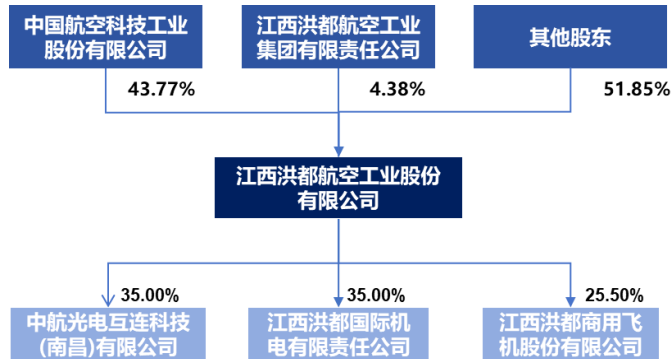 中国航空科技工业
股份有限公司
江西洪都航空工业
集团有限责任公司
其他股东
43.77%
4.38%
51.85%
江西洪都航空工业股份
有限公司
35.00%
35.00%
25.50%
中航光电互连科技
(南昌)有限公司
江西洪都国际机
电有限责任公司
江西洪都商用飞
机股份有限公司